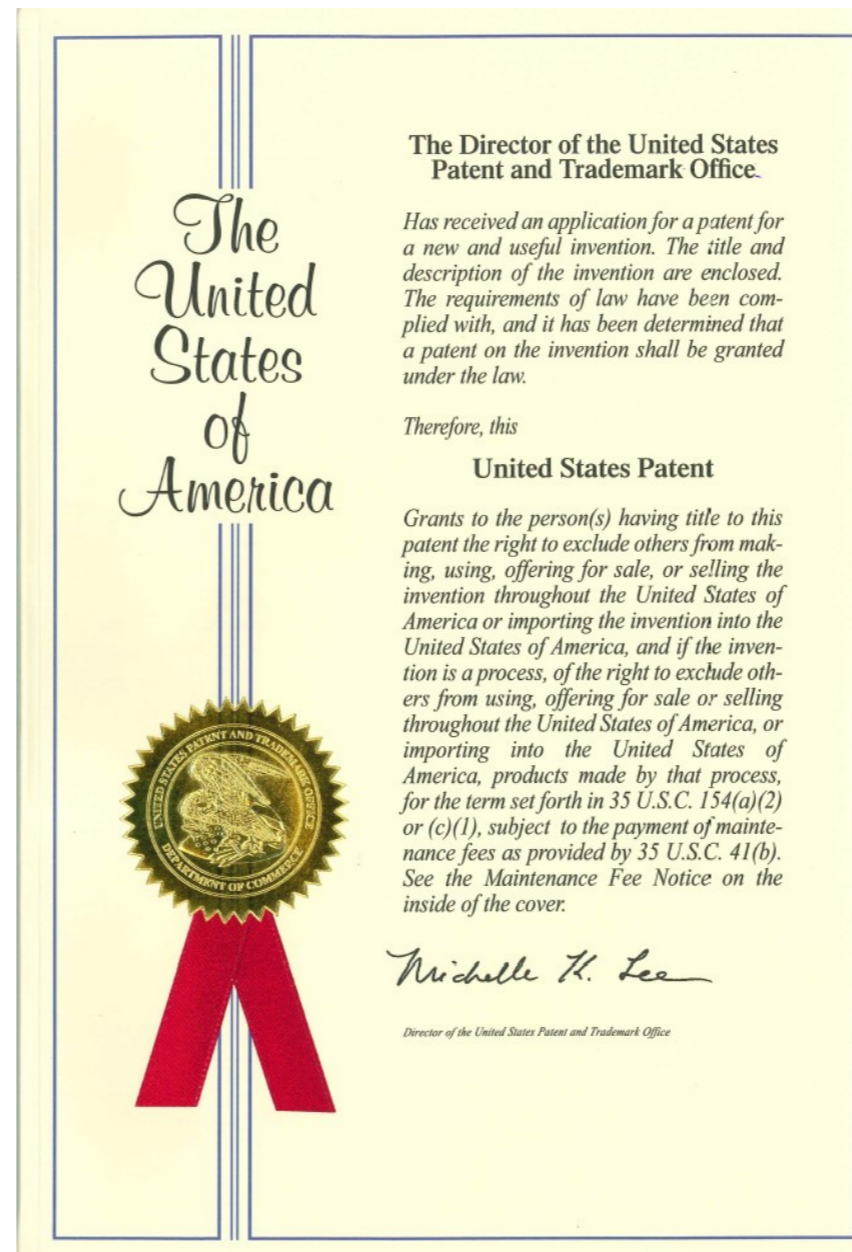 The
United
States
of
America
The Director of the United States
Patent and Trademark Office
Has received an application for a patent for
a new and useful invention. The title and
description of the invention are enclosed.
The requirements of law have been com-
plied with, and it has been determined that
a patent on the invention shall be granted
under the law.
Therefore, this
United States Patent
Grants to the person(s) having title to this
patent the right to exclude others from mak-
ing, using, offering for sale, or selling the
invention throughout the United States of
America or importing the invention into the
United States of America, and if the inven-
tion is a process, of the right to exclude oth-
ers from using, offering for sale or selling
throughout the United States of America, or
importing into the United States of
America, products made by that process,
for the term set forth in 35 U.S.C. 154(a)(2)
or (c)(1), subject to the payment of mainte-
nance fees as provided by 35 U.S.C. 41(b).
See the Maintenance Fee Notice on the
inside of the cover.
Michelle K. Lee
Director of the United States Patent and Trademark Office
UNITED STATES PATENT AND TRADEMARK OFFICE
DEPARTMENT OF COMMERCE